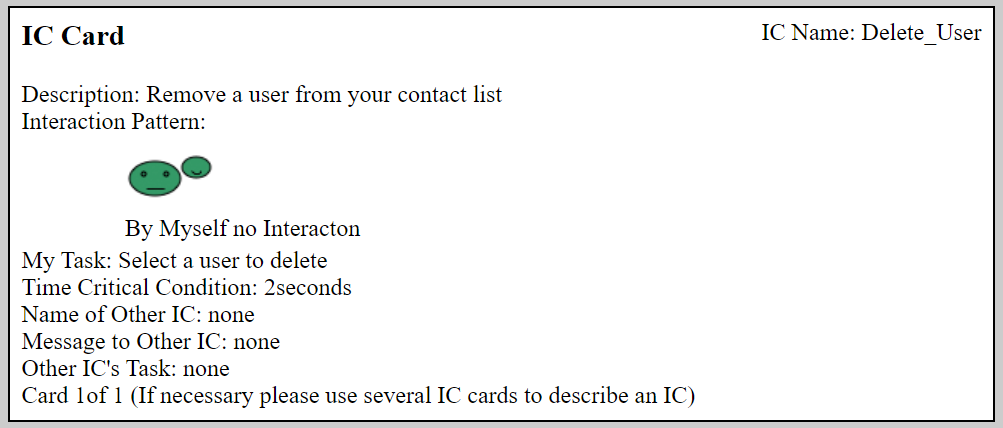 IC Card
IC Name: Delete_User
Description: Remove a user from your contact list
Interaction Pattern:
By Myself no Interacton
My Task: Select a user to delete
Time Critical Condition: 2seconds
Name of Other IC: none
Message to Other IC: none
Other IC's Task: none
Card 1of 1 (If necessary please use several IC cards to describe an IC)